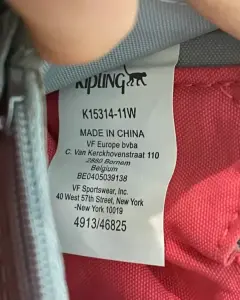 KIPLING
K15314-11W
MADE IN CHINA
VF Europe bvba
C. Van Kerckhovenstraat 110
2880 Bornem
Belgium
BE0405039138
VF Sportswear, Inc.
40 West 57th Street, New York
-New York 10019
4913/46825